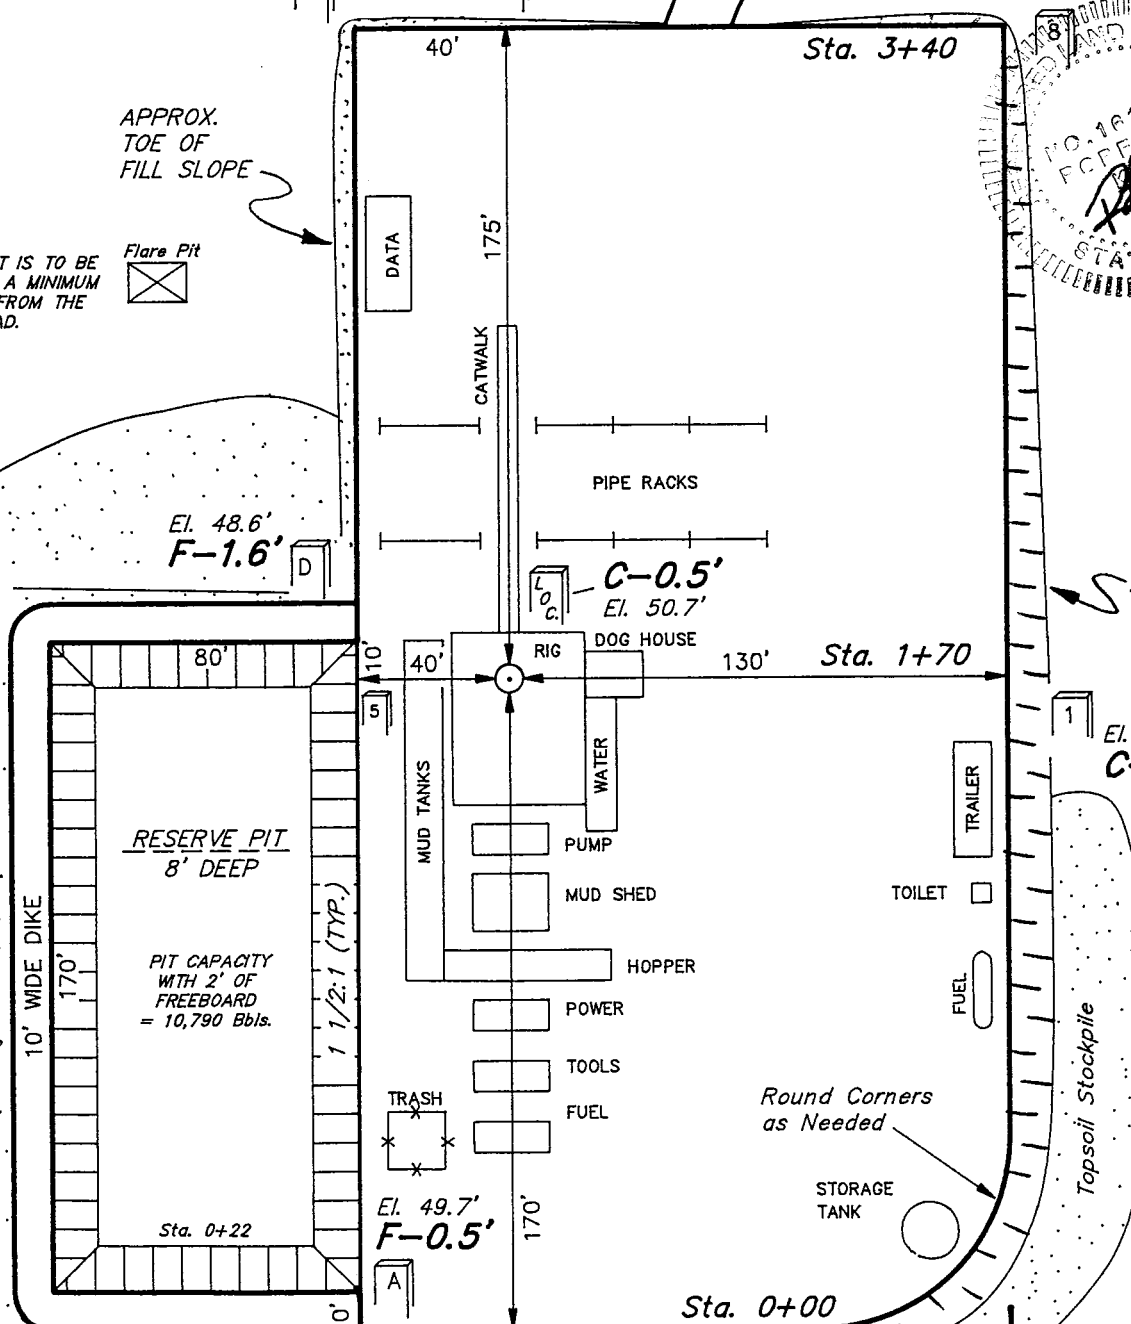 40'
Sta. 3+40
8
APPROX.
TOE OF
FILL SLOPE
175'
DATA
Flare Pit
T IS TO BE
A MINIMUM
FROM THE
AD.
CATWALK
PIPE RACKS
El. 48.6'
F-1.6'
D
LOC.
C-0.5'
El. 50.7'
RIG
DOG HOUSE
80'
10'
40'
130'
Sta. 1+70
5
1
El.
C-
MUD TANKS
WATER
TRAILER
PUMP
RESERVE PIT
8' DEEP
MUD SHED
TOILET
10' WIDE DIKE
170'
PIT CAPACITY
WITH 2' OF
FREEBOARD
= 10,790 Bbls.
1 1/2:1 (TYP.)
HOPPER
POWER
FUEL
TOOLS
TRASH
FUEL
Round Corners
as Needed
Topsoil Stockpile
STORAGE
TANK
El. 49.7'
F-0.5'
170'
Sta. 0+22
A
0'
Sta. 0+00